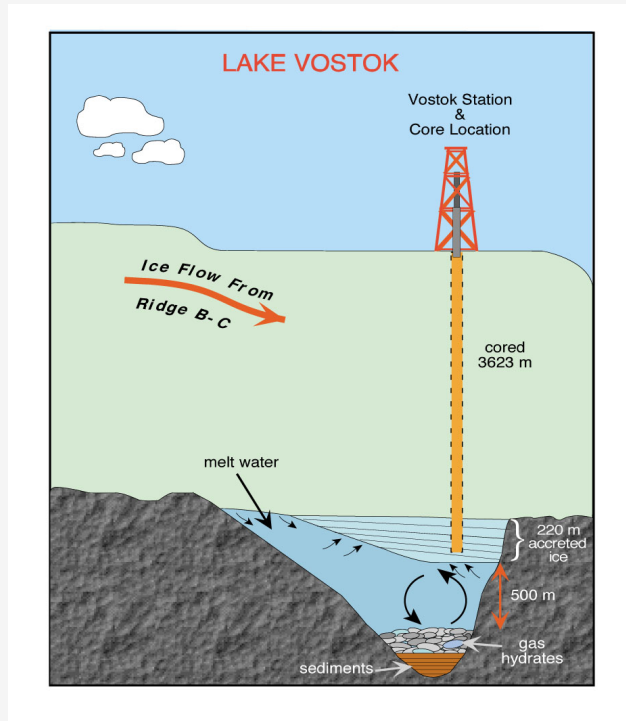 LAKE VOSTOK
Vostok Station
&
Core Location
Ice Flow From
Ridge B-C
cored
3623 m
melt water
220 m
accreted
ice
500 m
gas
hydrates
sediments